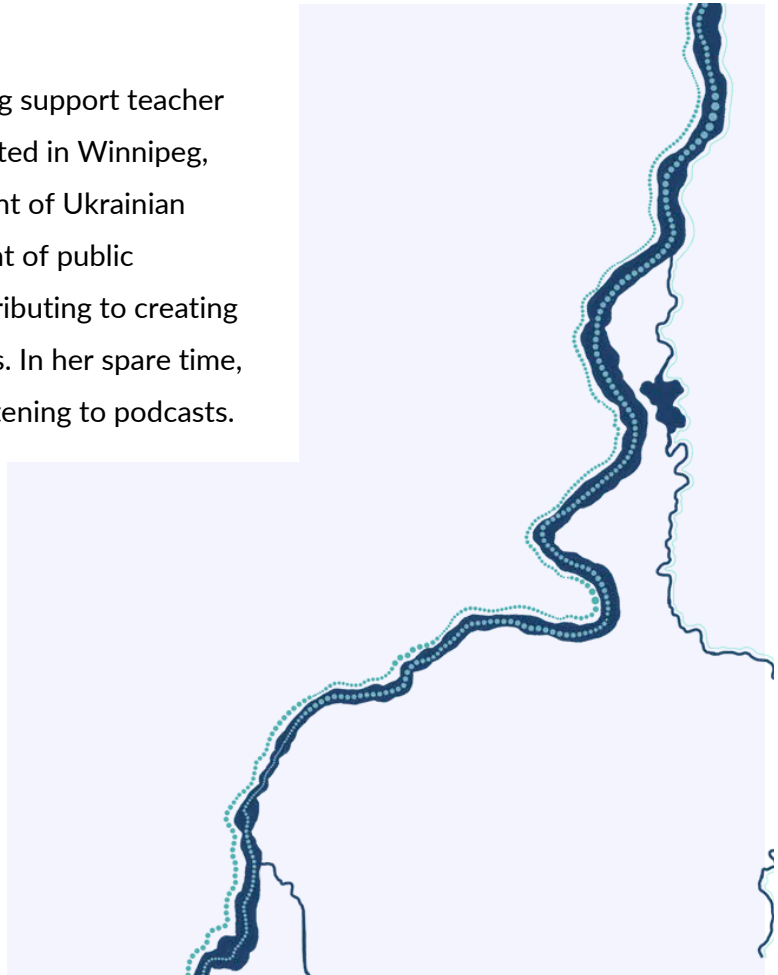 g support teacher
ted in Winnipeg,
nt of Ukrainian
t of public
ributing to creating
s. In her spare time,
tening to podcasts.